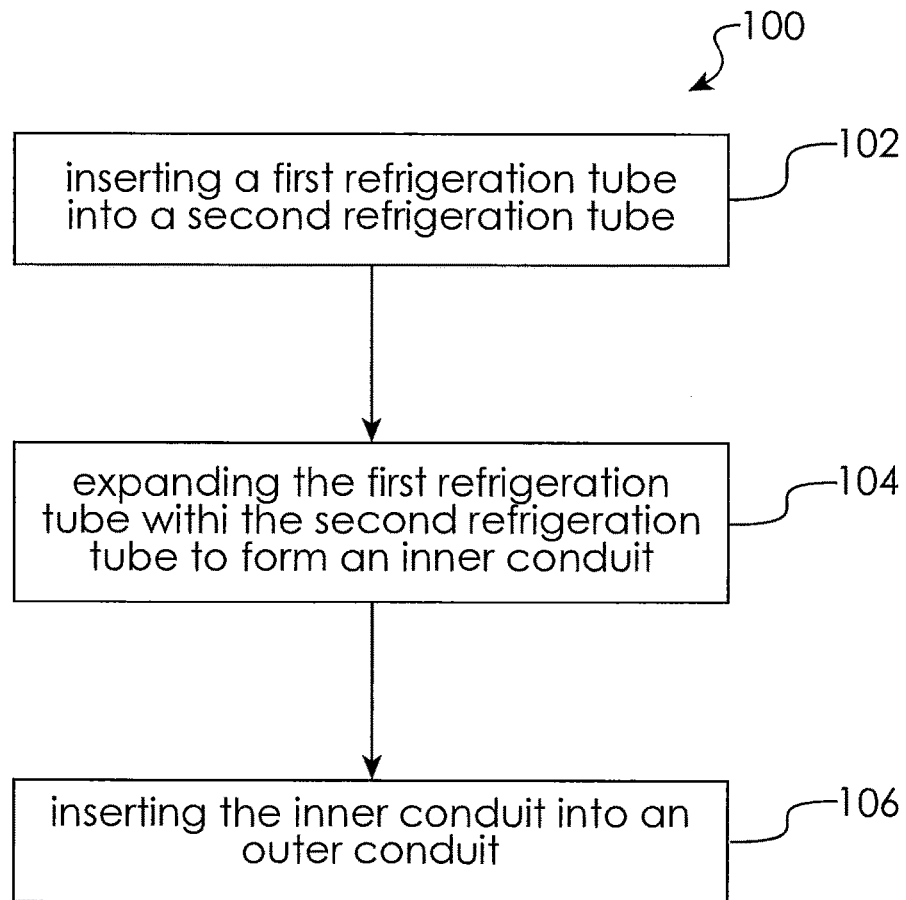 100
102
inserting a first refrigeration tube
into a second refrigeration tube
104
expanding the first refrigeration
tube withi the second refrigeration
tube to form an inner conduit
106
inserting the inner conduit into an
outer conduit